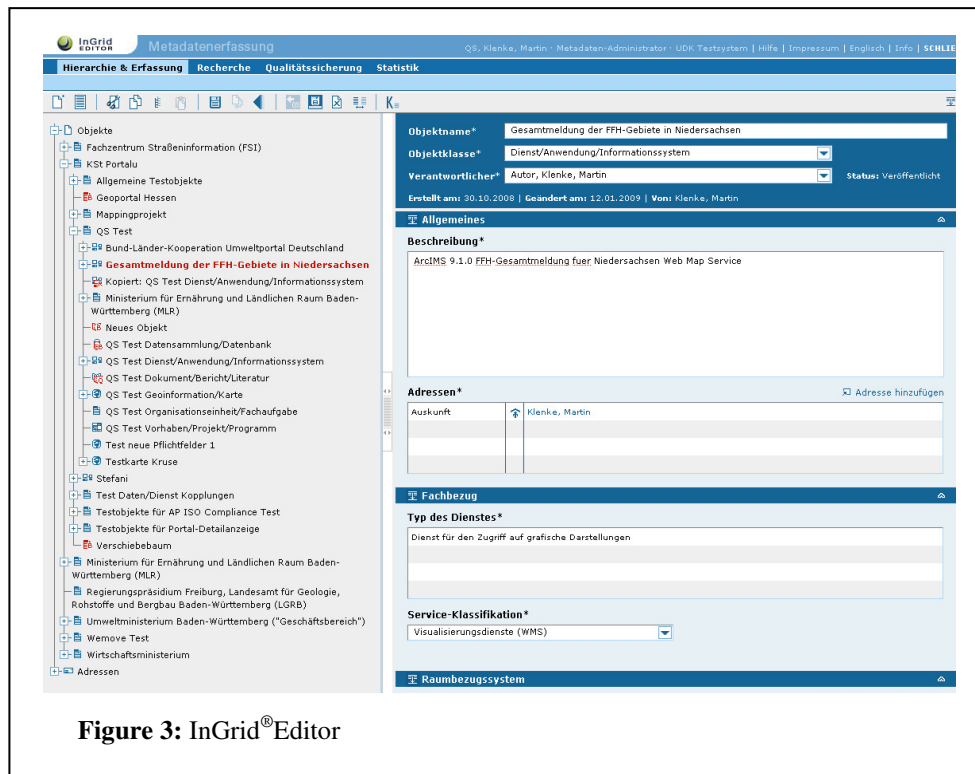 InGrid
EDITOR
Metadatenerfassung
QS, Klenke, Martin · Metadaten-Administrator · UDK Testsystem | Hilfe | Impressum | Englisch | Info | SCHLIE
Hierarchie & Erfassung Recherche Qualitätssicherung Statistik
Objekte
Fachzentrum Straßeninformation (FSI)
KSt Portalu
Allgemeine Testobjekte
Geoportal Hessen
Mappingprojekt
QS Test
Bund-Länder-Kooperation Umweltportal Deutschland
Gesamtmeldung der FFH-Gebiete in Niedersachsen
Kopiert: QS Test Dienst/Anwendung/Informationssystem
Ministerium für Ernährung und Ländlichen Raum Baden-
Württemberg (MLR)
Neues Objekt
QS Test Datensammlung/Datenbank
QS Test Dienst/Anwendung/Informationssystem
QS Test Dokument/Bericht/Literatur
QS Test Geoinformation/Karte
QS Test Organisationseinheit/Fachaufgabe
QS Test Vorhaben/Projekt/Programm
Test neue Pflichtfelder 1
Testkarte Kruse
Stefani
Test Daten/Dienst Kopplungen
Testobjekte für AP ISO Compliance Test
Testobjekte für Portal-Detailanzeige
Verschiebebaum
Ministerium für Ernährung und Ländlichen Raum Baden-
Württemberg (MLR)
Regierungspräsidium Freiburg, Landesamt für Geologie,
Rohstoffe und Bergbau Baden-Württemberg (LGRB)
Umweltministerium Baden-Württemberg ("Geschäftsbereich")
Wemove Test
Wirtschaftsministerium
Adressen
Objektname* Gesamtmeldung der FFH-Gebiete in Niedersachsen
Objektklasse* Dienst/Anwendung/Informationssystem
Verantwortlicher* Autor, Klenke, Martin Status: Veröffentlicht
Erstellt am: 30.10.2008 | Geändert am: 12.01.2009 | Von: Klenke, Martin
Allgemeines
Beschreibung*
ArcIMS 9.1.0 FFH-Gesamtmeldung fuer Niedersachsen Web Map Service
Adressen* Adresse hinzufügen
Auskunft Klenke, Martin
Fachbezug
Typ des Dienstes*
Dienst für den Zugriff auf grafische Darstellungen
Service-Klassifikation*
Visualisierungsdienste (WMS)
Raumbezugssystem
Figure 3: InGrid®Editor